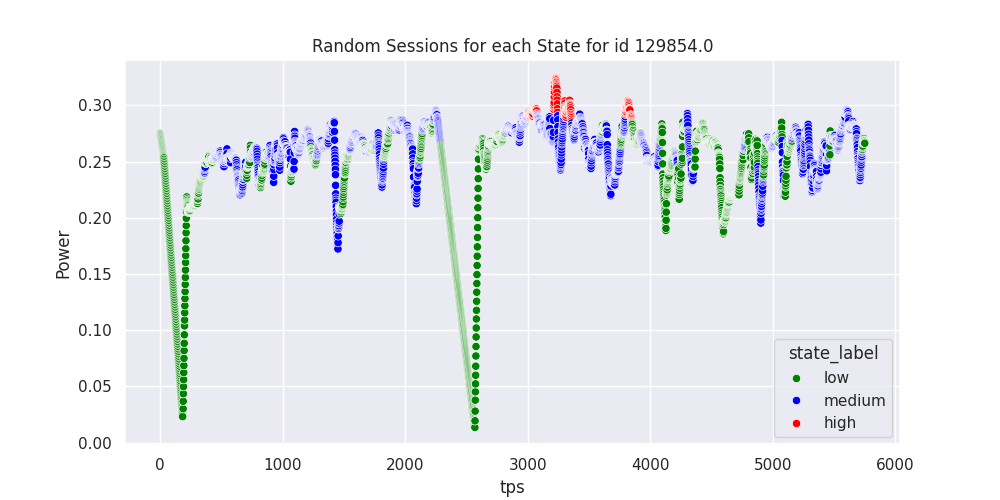 Random Sessions for each State for id 129854.0
Power
0.30
0.25
0.20
0.15
0.10
0.05
0.00
state_label
low
medium
high
0 1000 2000 3000 4000 5000 6000
tps